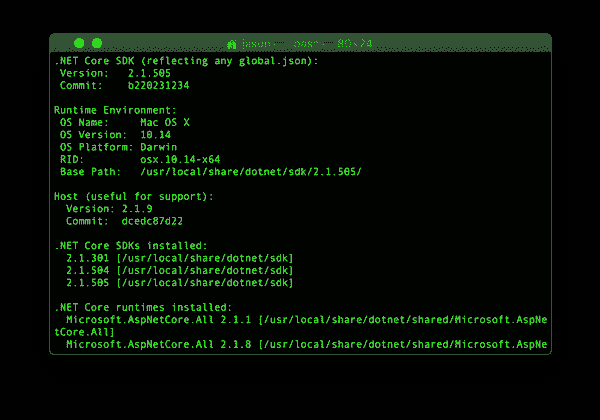 jason — bash — 80×24
.NET Core SDK (reflecting any global.json):
Version: 2.1.505
Commit: b220231234
Runtime Environment:
OS Name: Mac OS X
OS Version: 10.14
OS Platform: Darwin
RID: osx.10.14-x64
Base Path: /usr/local/share/dotnet/sdk/2.1.505/
Host (useful for support):
Version: 2.1.9
Commit: dcedc87d22
.NET Core SDKs installed:
2.1.301 [/usr/local/share/dotnet/sdk]
2.1.504 [/usr/local/share/dotnet/sdk]
2.1.505 [/usr/local/share/dotnet/sdk]
.NET Core runtimes installed:
Microsoft.AspNetCore.All 2.1.1 [/usr/local/share/dotnet/shared/Microsoft.AspNe
tCore.All]
Microsoft.AspNetCore.All 2.1.8 [/usr/local/share/dotnet/shared/Microsoft.AspNe